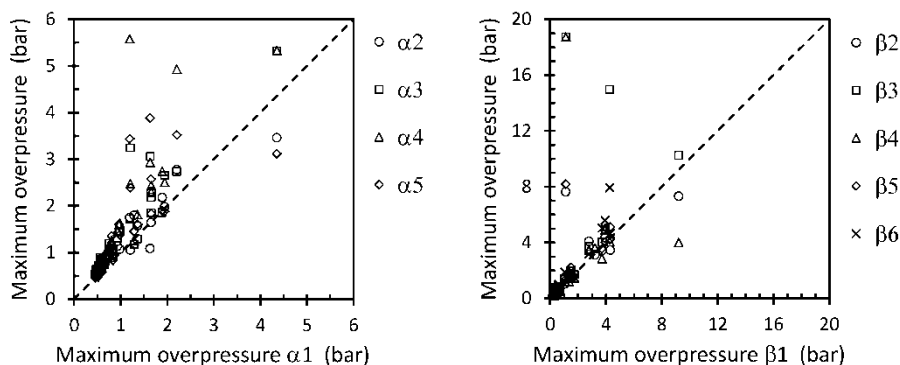 Maximum overpressure (bar)
6
5
4
3
2
1
0
0 1 2 3 4 5 6
Maximum overpressure α1 (bar)
α2
α3
α4
α5
Maximum overpressure (bar)
20
16
12
8
4
0
0 4 8 12 16 20
Maximum overpressure β1 (bar)
β2
β3
β4
β5
β6